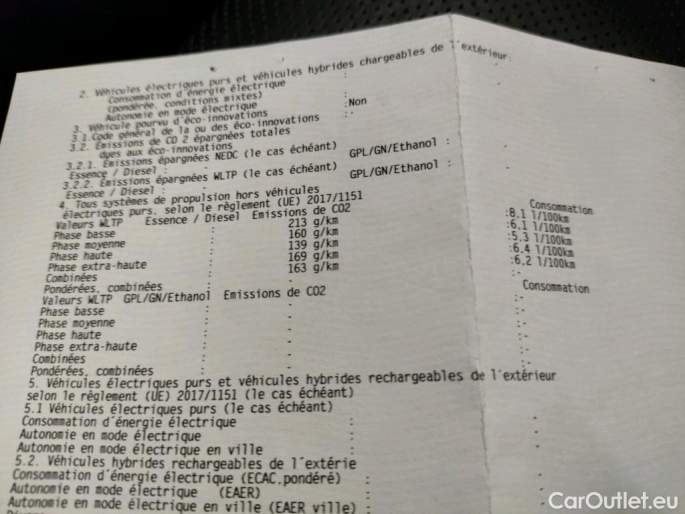 2. Véhicules électriques purs et véhicules hybrides chargeables de l'extérieur:
Consommation d'énergie électrique :
(pondérée, conditions mixtes) :
Autonomie en mode électrique :
3. Véhicule pourvu d'éco-innovations :Non
3.1.Code général de la ou des éco-innovations :-
3.2. Emissions de CO 2 épargnées totales
dues aux éco-innovations
3.2.1. Emissions épargnées NEDC (le cas échéant)
Essence / Diesel : GPL/GN/Ethanol :
3.2.2. Emissions épargnées WLTP (le cas échéant)
Essence / Diesel : GPL/GN/Ethanol :
4. Tous systèmes de propulsion hors véhicules
électriques purs, selon le règlement (UE) 2017/1151
Valeurs WLTP Essence / Diesel Emissions de CO2 Consommation
Phase basse : 213 g/km :8,1 l/100km
Phase moyenne : 160 g/km :6,1 l/100km
Phase haute : 139 g/km :5,3 l/100km
Phase extra-haute : 169 g/km :6,4 l/100km
Combinées : 163 g/km :6,2 l/100km
Pondérées, combinées : - :-
Valeurs WLTP GPL/GN/Ethanol Emissions de CO2 Consommation
Phase basse : - :-
Phase moyenne : - :-
Phase haute : - :-
Phase extra-haute : - :-
Combinées : - :-
Pondérées, combinées : - :-
5. Véhicules électriques purs et véhicules hybrides rechargeables de l'extérieur
selon le règlement (UE) 2017/1151 (le cas échéant)
5.1 Véhicules électriques purs (le cas échéant)
Consommation d'énergie électrique : -
Autonomie en mode électrique : -
Autonomie en mode électrique en ville : -
5.2. Véhicules hybrides rechargeables de l'extérie
Consommation d'énergie électrique (ECAC,pondéré) : -
Autonomie en mode électrique (EAER) : -
Autonomie en mode électrique en ville (EAER ville) : -
CarOutlet.eu